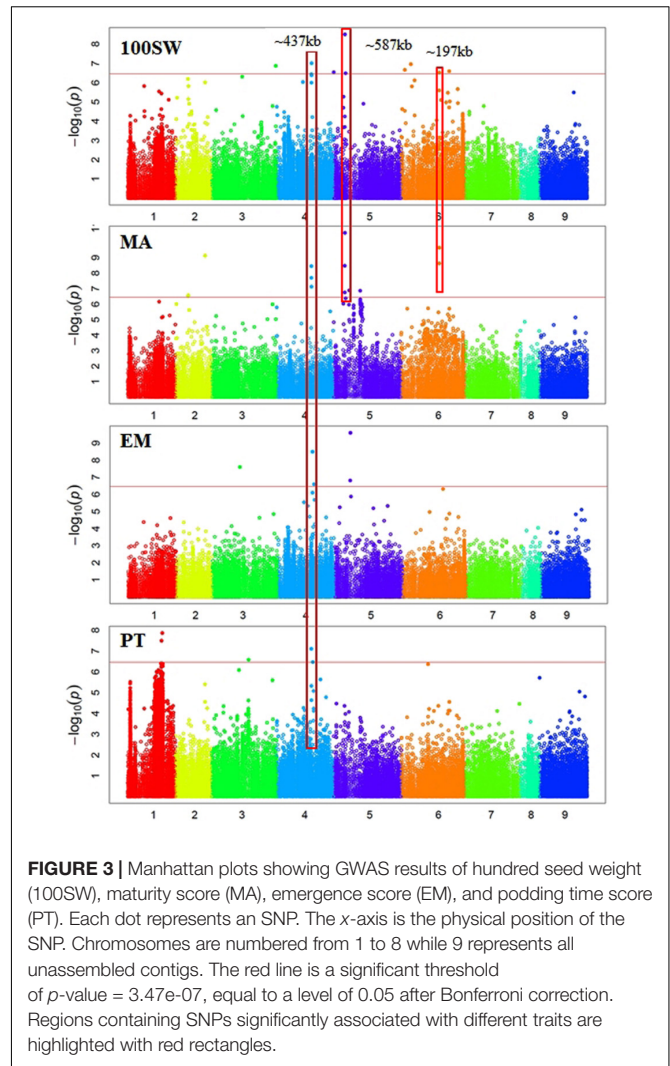 100SW
~437kb
~587kb
~197kb
−log10(p)
8
7
6
5
4
3
2
1
1 2 3 4 5 6 7 8 9
MA
−log10(p)
1
9
8
7
6
5
4
3
2
1
1 2 3 4 5 6 7 8 9
EM
−log10(p)
9
8
7
6
5
4
3
2
1
1 2 3 4 5 6 7 8 9
PT
−log10(p)
8
7
6
5
4
3
2
1
1 2 3 4 5 6 7 8 9
FIGURE 3 | Manhattan plots showing GWAS results of hundred seed weight
(100SW), maturity score (MA), emergence score (EM), and podding time score
(PT). Each dot represents an SNP. The x-axis is the physical position of the
SNP. Chromosomes are numbered from 1 to 8 while 9 represents all
unassembled contigs. The red line is a significant threshold
of p-value = 3.47e-07, equal to a level of 0.05 after Bonferroni correction.
Regions containing SNPs significantly associated with different traits are
highlighted with red rectangles.